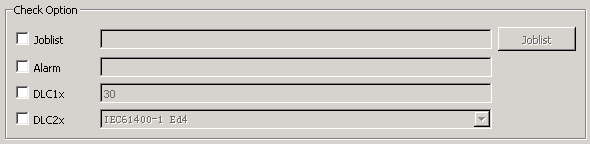 Check Option
Joblist Joblist
Alarm
DLC1x 30
DLC2x IEC61400-1 Ed4